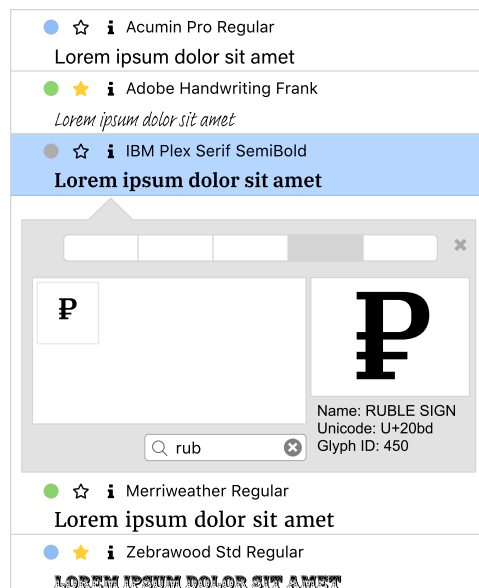 Acumin Pro Regular
Lorem ipsum dolor sit amet
Adobe Handwriting Frank
Lorem ipsum dolor sit amet
IBM Plex Serif SemiBold
Lorem ipsum dolor sit amet
₽
₽
Name: RUBLE SIGN
Unicode: U+20bd
Glyph ID: 450
rub
Merriweather Regular
Lorem ipsum dolor sit amet
Zebrawood Std Regular
LOREM IPSUM DOLOR SIT AMET